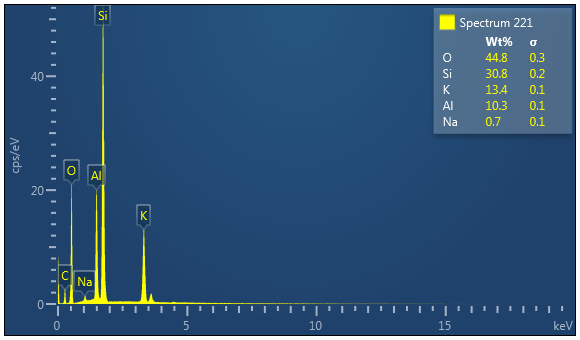 Spectrum 221
Wt% σ
O 44.8 0.3
Si 30.8 0.2
K 13.4 0.1
Al 10.3 0.1
Na 0.7 0.1
Si
40
cps/eV
O
Al
20
K
C
Na
0
0 5 10 15 keV